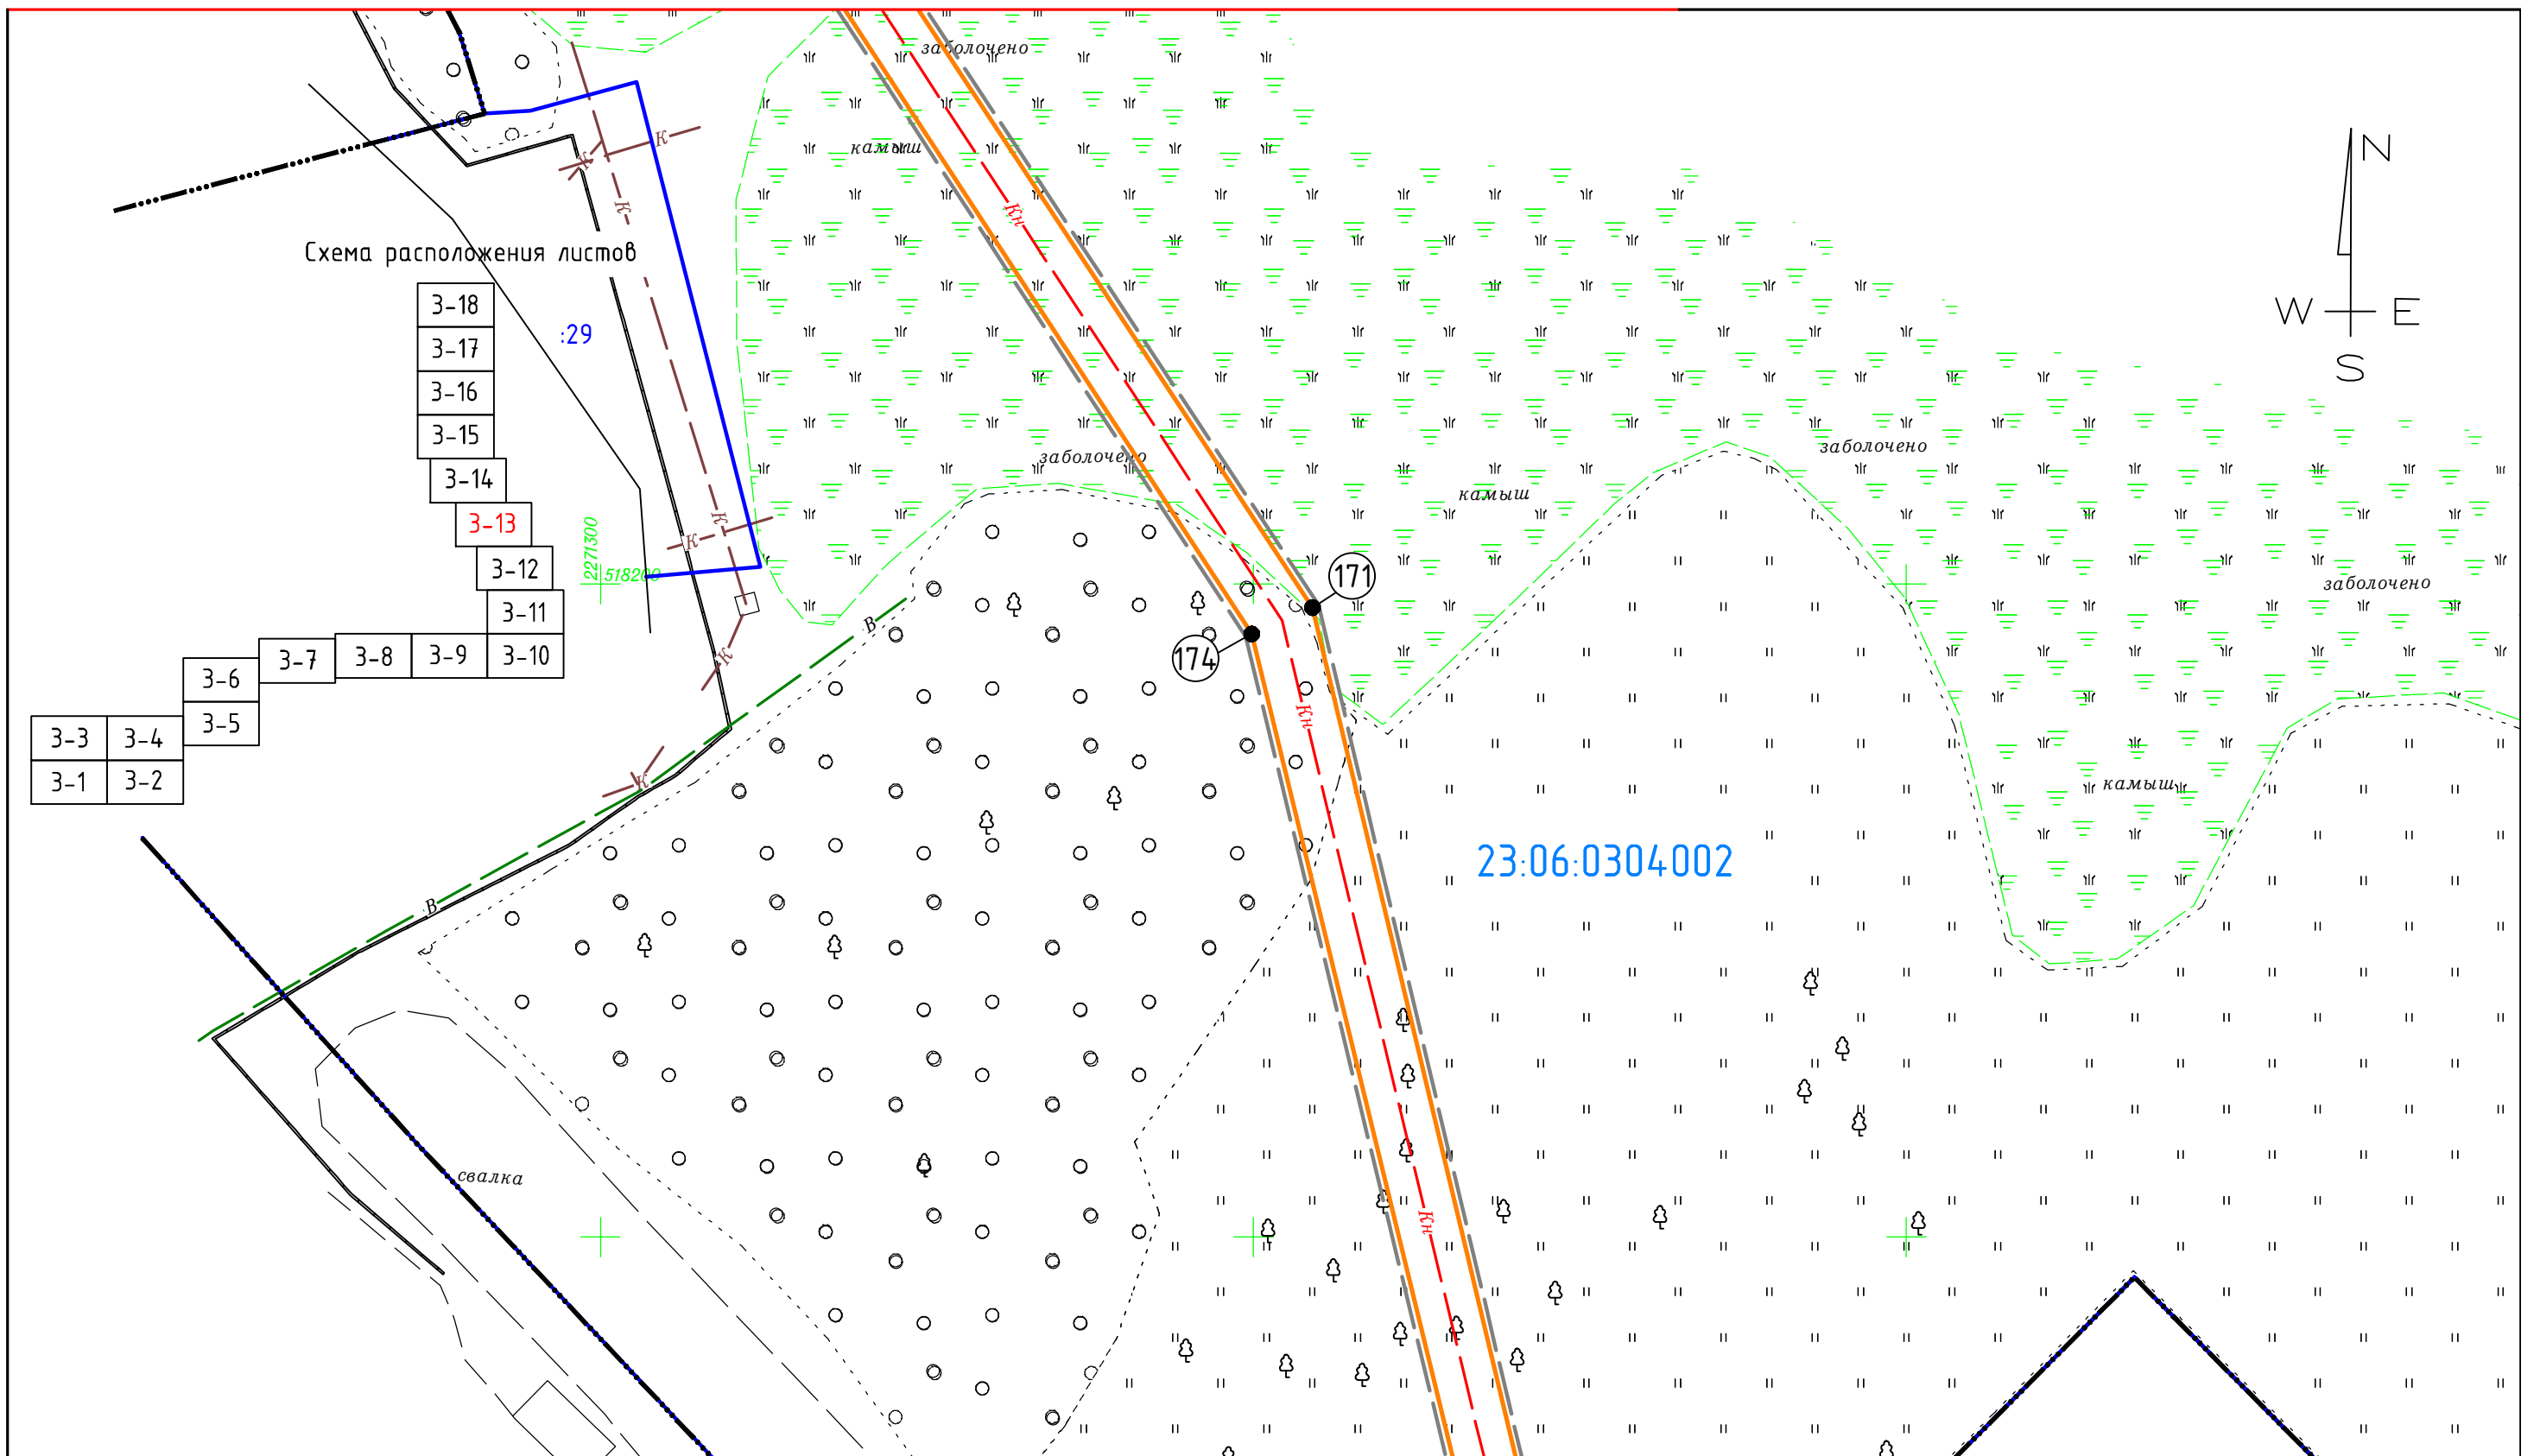 заболочено
К
К
камыш
N
К
Кн
Схема расположения листов
3-18
W E
:29
3-17
S
3-16
3-15
заболочено
заболочено
3-14
камыш
3-13
К
К
2271300
518200
3-12
171
заболочено
3-11
В
174
3-10
3-9
3-8
3-7
К
3-6
Кн
3-5
3-3 3-4
3-1 3-2
К
камыш
23:06:0304002
В
свалка
Кн